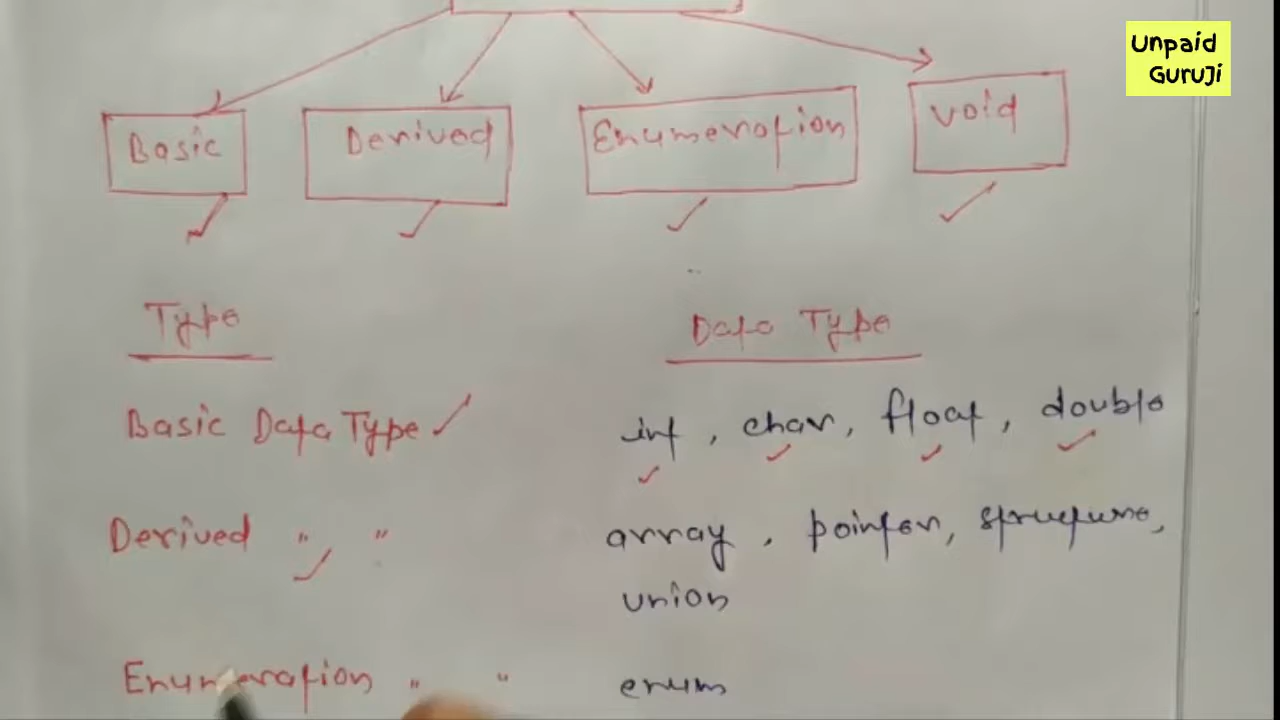 Unpaid
Guruji
Basic
Derived
Enumeration
void
Type
Data Type
Basic Data Type
int , char, float, double
Derived " "
array , pointer, structure,
union
Enumeration " "
enum